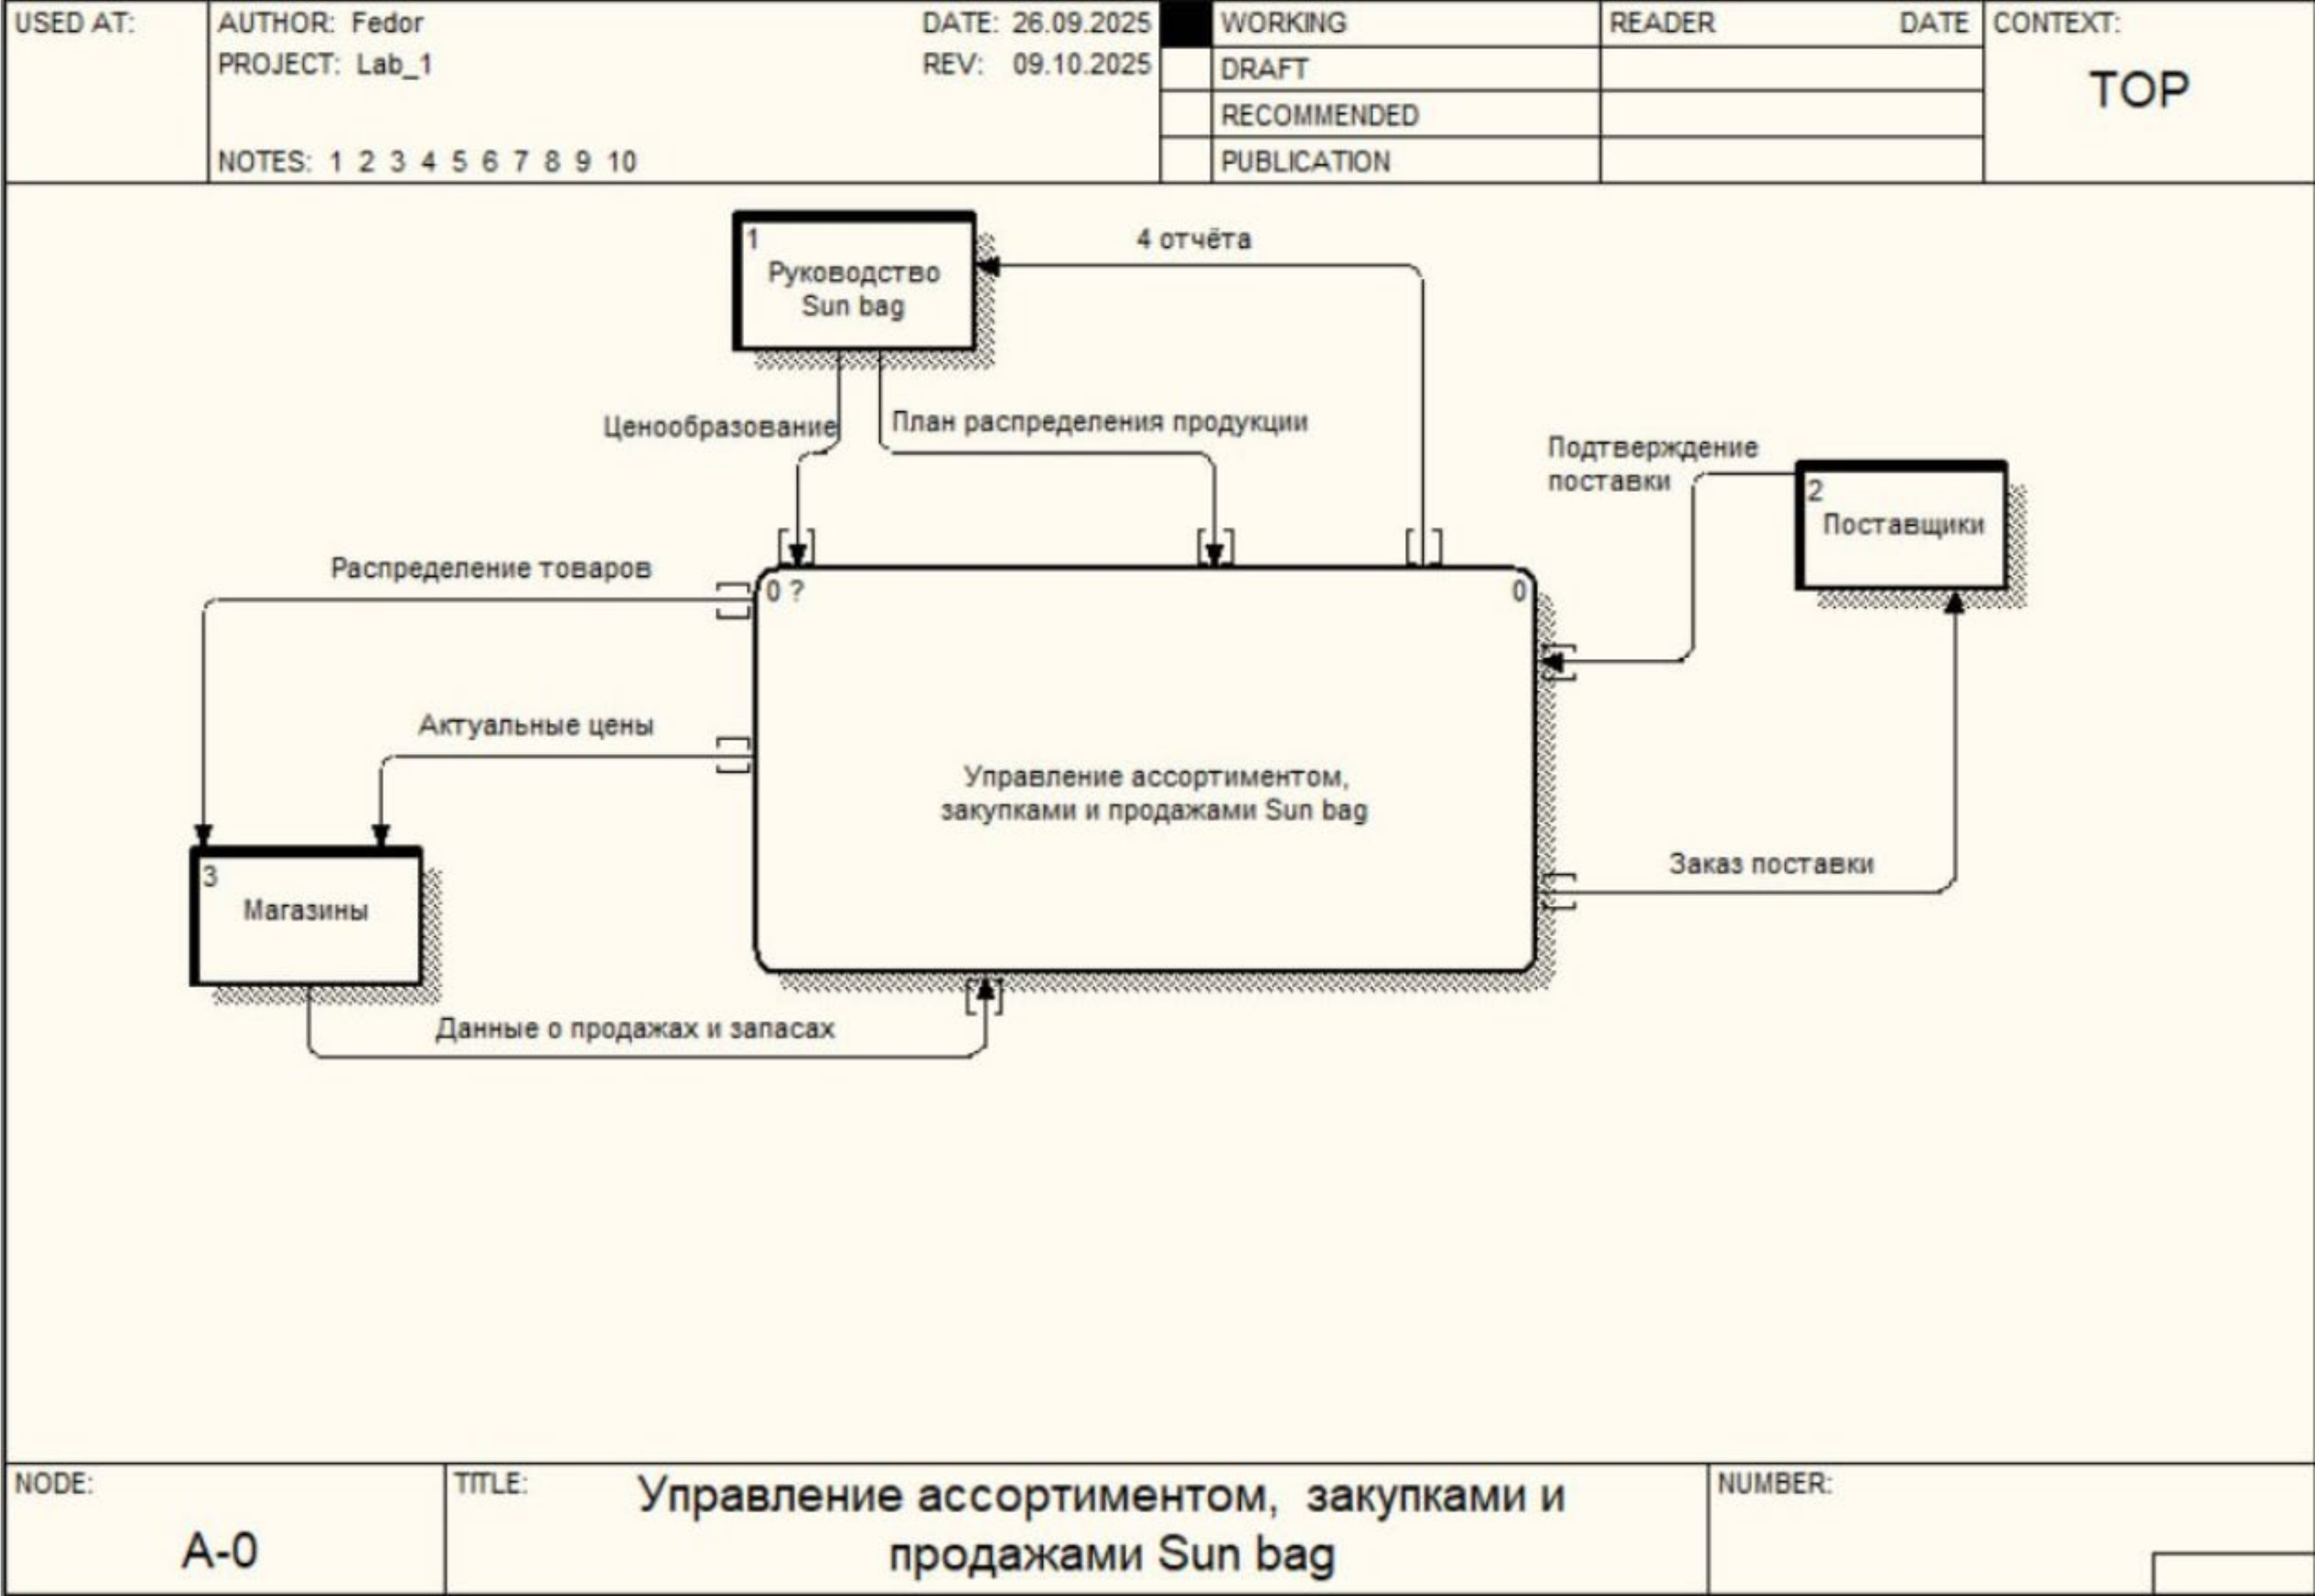 USED AT:
AUTHOR: Fedor
DATE: 26.09.2025
WORKING
READER
DATE
CONTEXT:
PROJECT: Lab_1
REV: 09.10.2025
DRAFT
TOP
RECOMMENDED
NOTES: 1 2 3 4 5 6 7 8 9 10
PUBLICATION
1
Руководство
Sun bag
4 отчёта
Ценообразование
План распределения продукции
Подтверждение
поставки
2
Поставщики
Распределение товаров
0 ?
0
Актуальные цены
Управление ассортиментом,
закупками и продажами Sun bag
Заказ поставки
3
Магазины
Данные о продажах и запасах
NODE:
A-0
TITLE:
Управление ассортиментом, закупками и
продажами Sun bag
NUMBER: